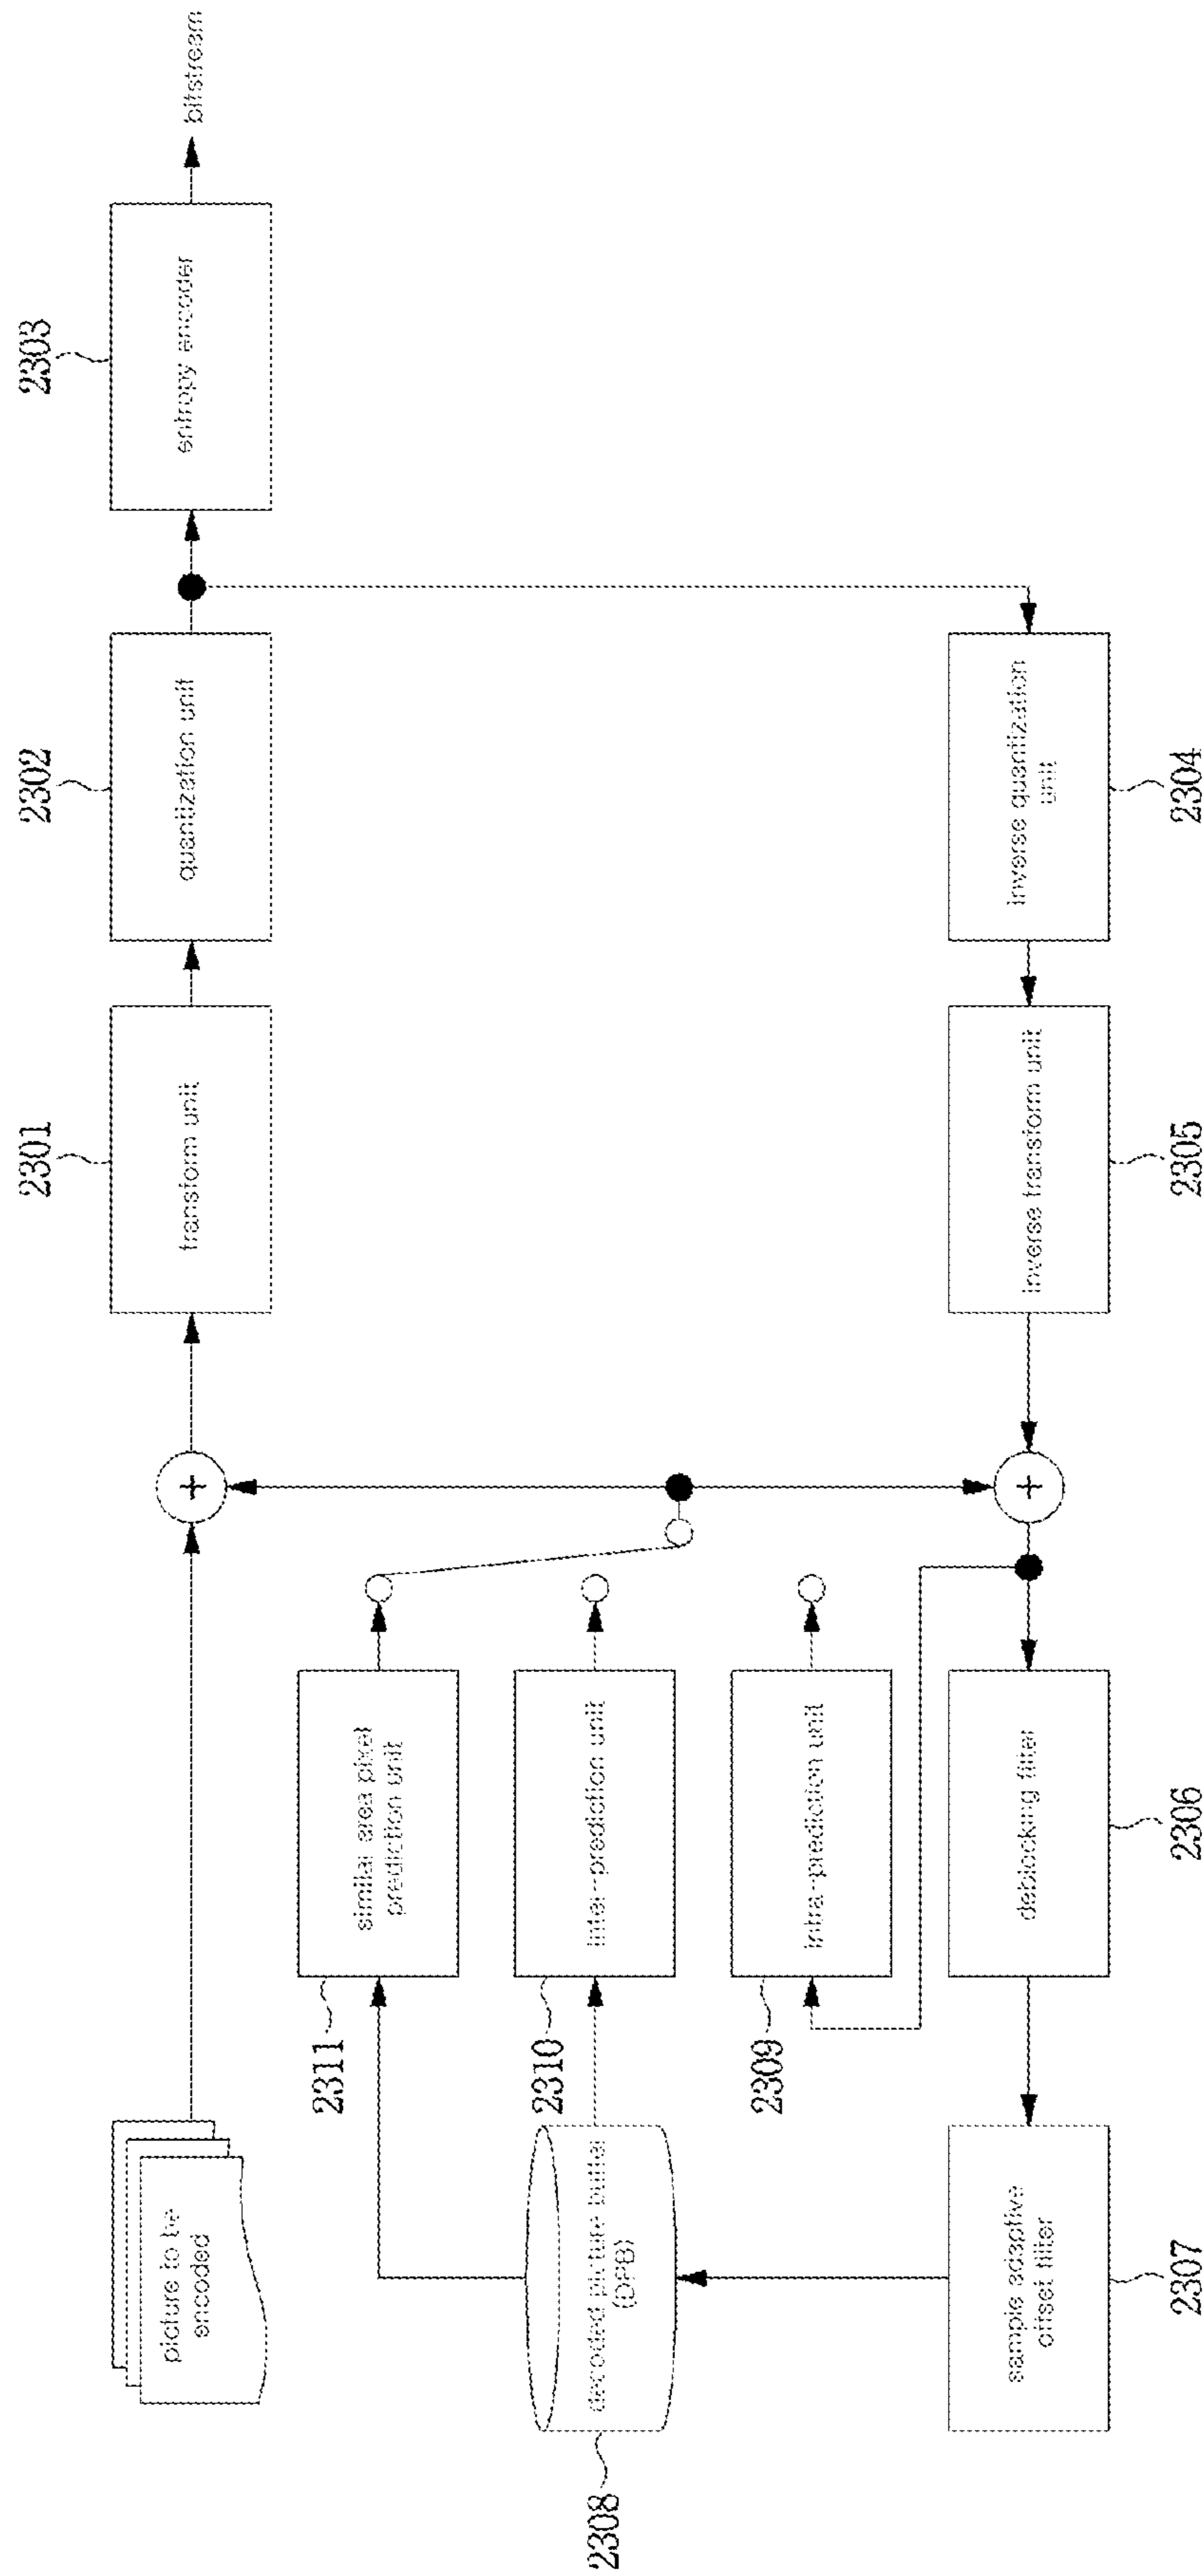 picture to be
encoded
2301
transform unit
2302
quantization unit
2303
entropy encoder
bitstream
2311
similar area pixel
prediction unit
2310
inter-prediction unit
2309
intra-prediction unit
decoded picture buffer
(DPB)
2308
sample adaptive
offset filter
2307
deblocking filter
2306
inverse transform unit
2305
inverse quantization
unit
2304
+
+